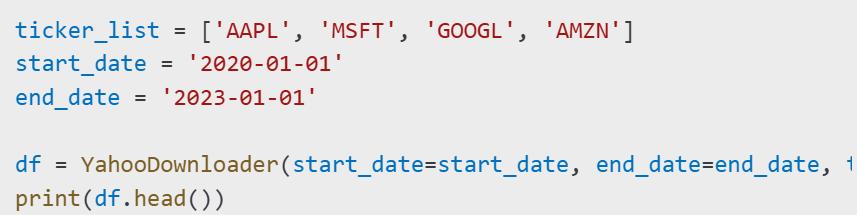 ticker_list = ['AAPL', 'MSFT', 'GOOGL', 'AMZN']
start_date = '2020-01-01'
end_date = '2023-01-01'
df = YahooDownloader(start_date=start_date, end_date=end_date,
print(df.head())